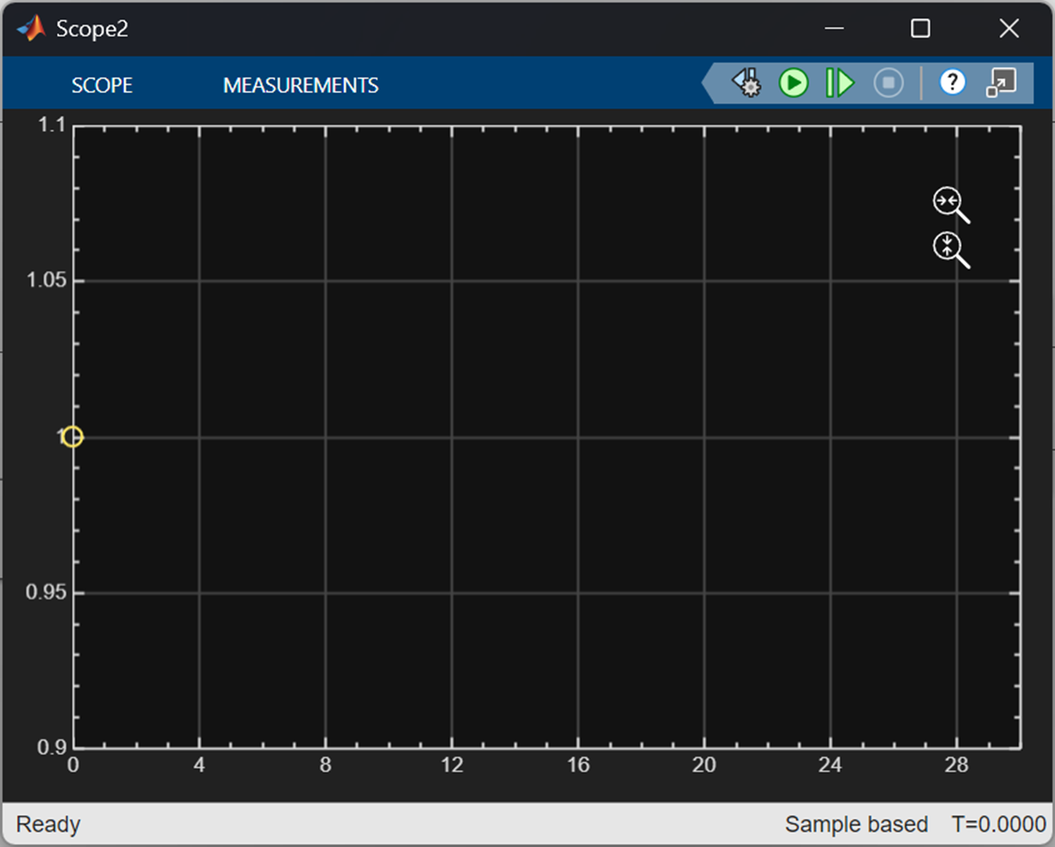 Scope2
SCOPE MEASUREMENTS ?
1.1
1.05
1
0.95
0.9
0 4 8 12 16 20 24 28
Ready Sample based T=0.0000